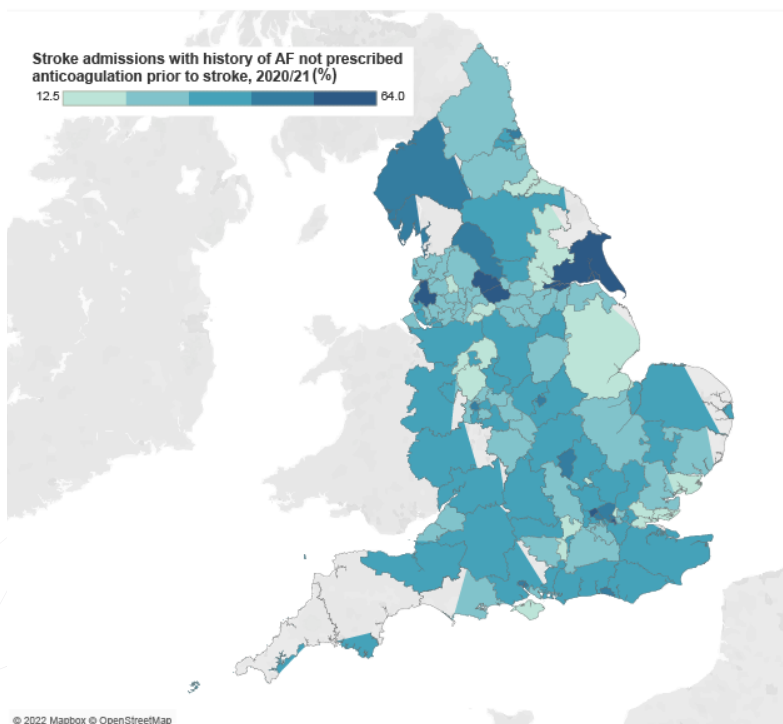 Stroke admissions with history of AF not prescribed
anticoagulation prior to stroke, 2020/21 (%)
12.5 64.0
© 2022 Mapbox © OpenStreetMap